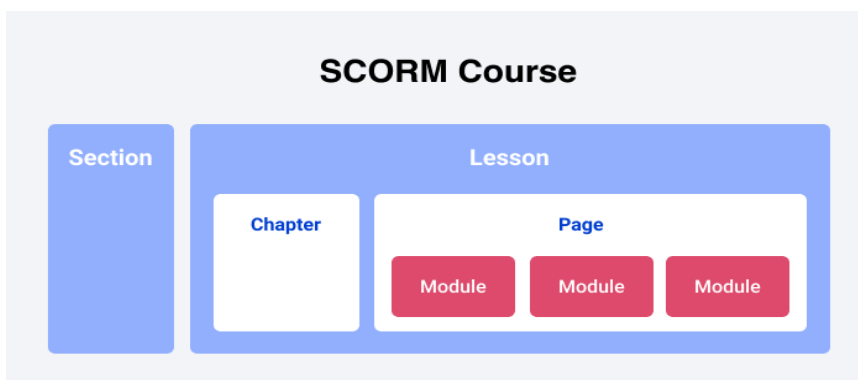 SCORM Course
Section
Lesson
Chapter
Page
Module
Module
Module